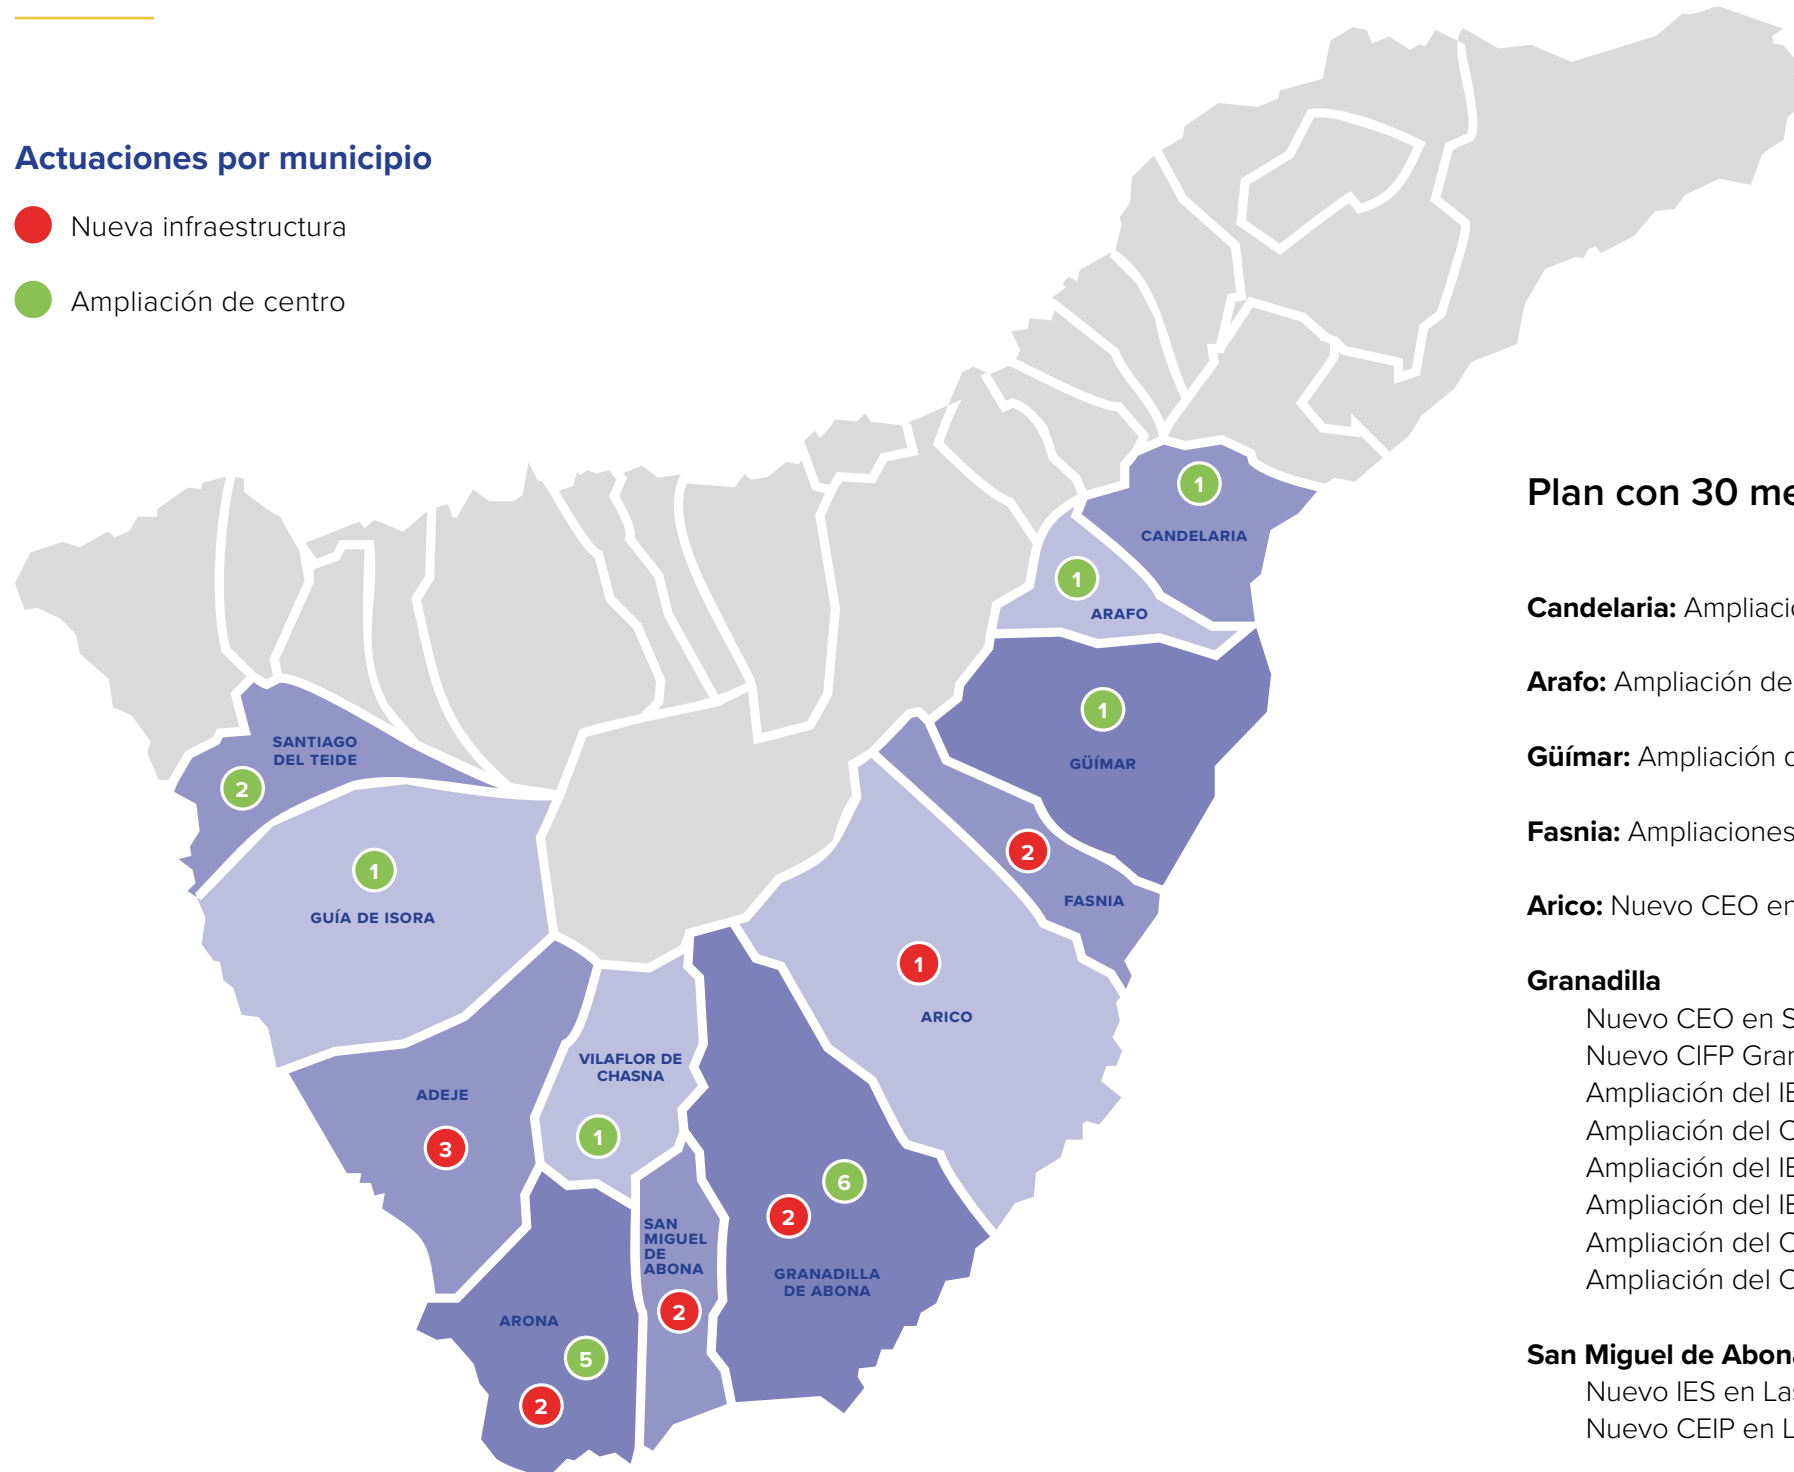 Actuaciones por municipio
Nueva infraestructura
Ampliación de centro
1
CANDELARIA
1
ARAFO
1
GÜÍMAR
2
FASNIA
1
ARICO
SANTIAGO
DEL TEIDE
2
1
GUÍA DE ISORA
ADEJE
3
VILAFLOR DE
CHASNA
1
6
2
GRANADILLA
DE ABONA
SAN
MIGUEL
DE
ABONA
2
ARONA
5
2
Plan con 30
Candelaria:
Arafo: Ampliación de
Güímar: Ampliación
Fasnia: Ampliaciones
Arico: Nuevo CEO
Granadilla
Nuevo CEO en
Nuevo CIFP
Ampliación del
Ampliación del
Ampliación del
Ampliación del
Ampliación del
Ampliación del
San Miguel de
Nuevo IES en
Nuevo CEIP en